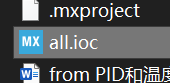 .mxproject
MX all.ioc
W from PID和温度